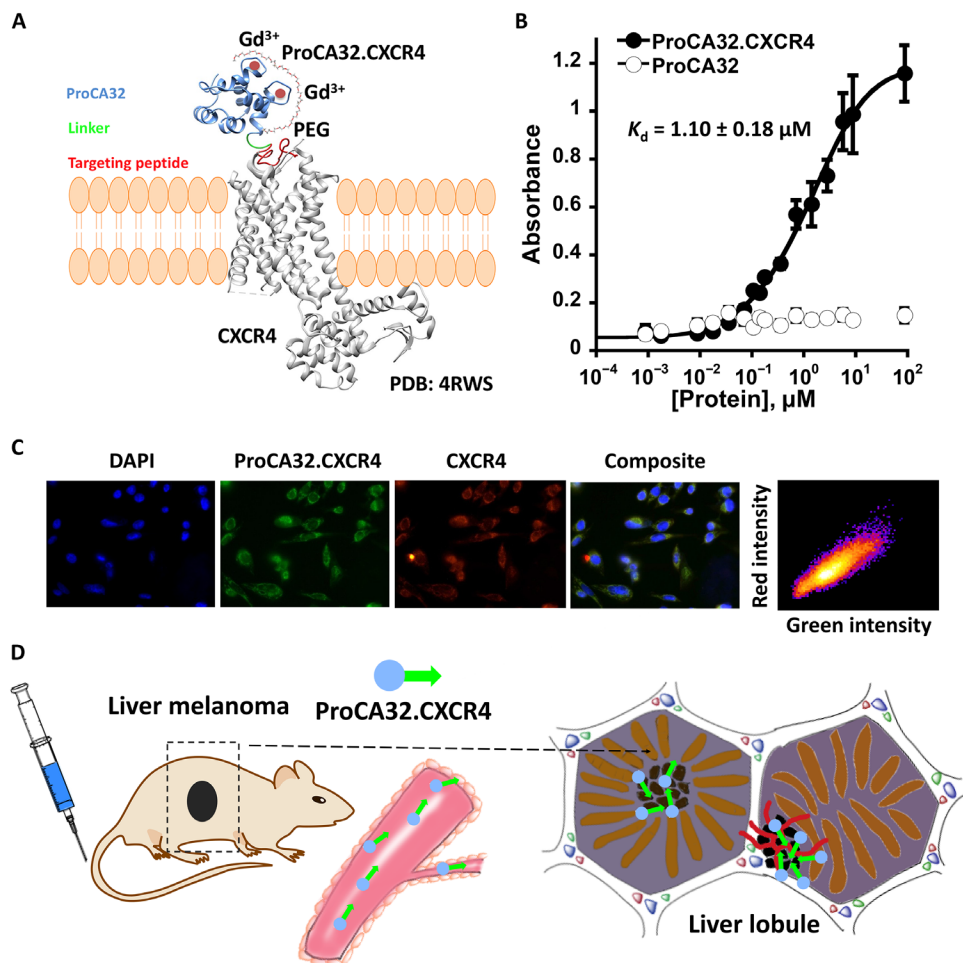 A
Gd³⁺
ProCA32.CXCR4
ProCA32
Gd³⁺
Linker
PEG
Targeting peptide
CXCR4
PDB: 4RWS
B
ProCA32.CXCR4
ProCA32
K_d = 1.10 ± 0.18 µM
Absorbance
1.2
1
0.8
0.6
0.4
0.2
0
10⁻⁴ 10⁻³ 10⁻² 10⁻¹ 10⁰ 10¹ 10²
[Protein], µM
C
DAPI
ProCA32.CXCR4
CXCR4
Composite
Red intensity
Green intensity
D
Liver melanoma
ProCA32.CXCR4
Liver lobule